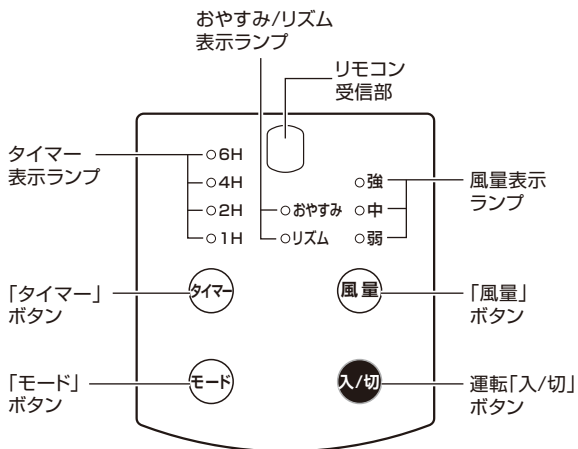 おやすみ/リズム
表示ランプ
リモコン
受信部
タイマー
表示ランプ
6H
4H
2H
1H
おやすみ
リズム
強
中
弱
風量表示
ランプ
「タイマー」
ボタン
タイマー
風量
「風量」
ボタン
「モード」
ボタン
モード
入/切
運転「入/切」
ボタン